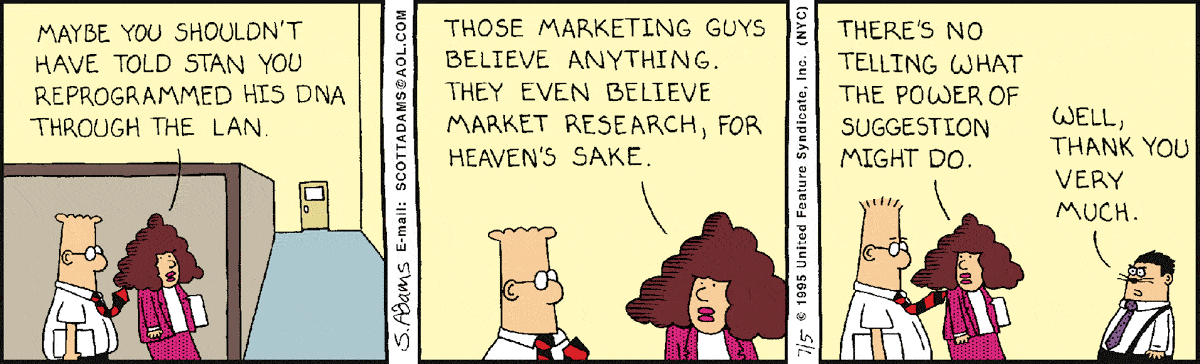 MAYBE YOU SHOULDN'T
HAVE TOLD STAN YOU
REPROGRAMMED HIS DNA
THROUGH THE LAN.
S. Adams E-mail: SCOTTADAMS@AOL.COM
THOSE MARKETING GUYS
BELIEVE ANYTHING.
THEY EVEN BELIEVE
MARKET RESEARCH, FOR
HEAVEN'S SAKE.
7/5 © 1995 United Feature Syndicate, Inc. (NYC)
THERE'S NO
TELLING WHAT
THE POWER OF
SUGGESTION
MIGHT DO.
WELL,
THANK YOU
VERY
MUCH.